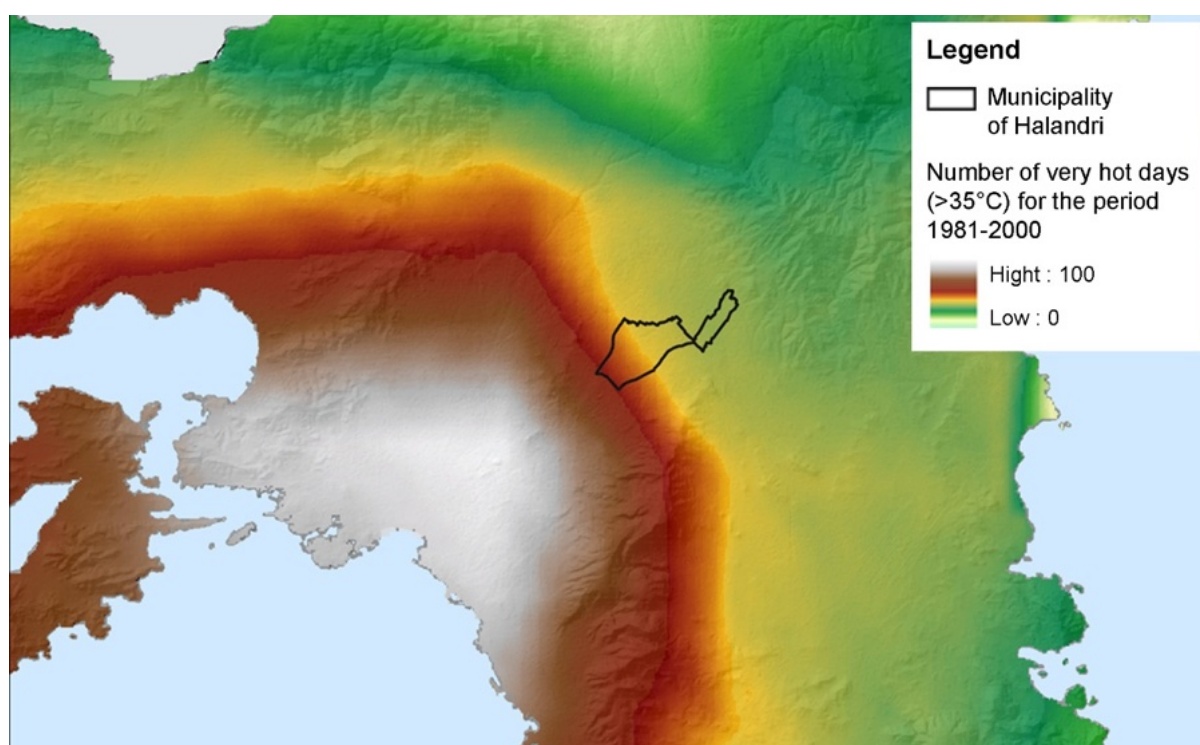 Legend
Municipality
of Halandri
Number of very hot days
(>35°C) for the period
1981-2000
Hight : 100
Low : 0